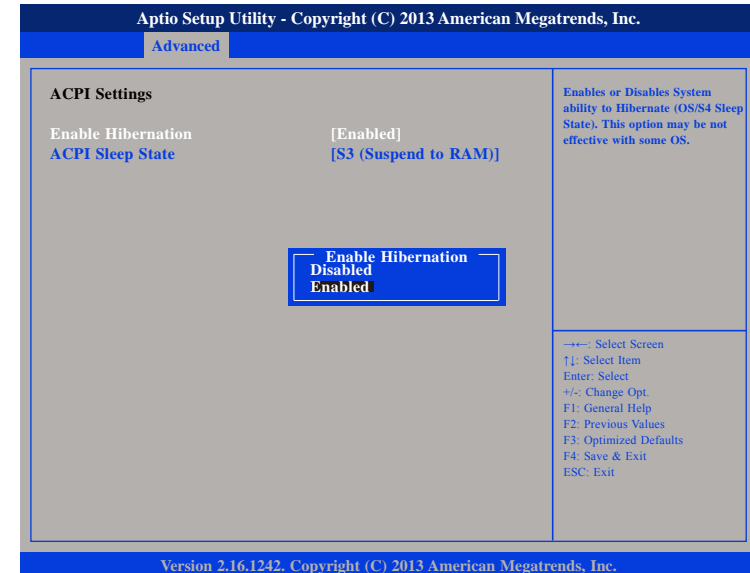 Aptio Setup Utility - Copyright (C) 2013 American Megatrends, Inc.
Advanced
ACPI Settings
Enable Hibernation [Enabled]
ACPI Sleep State [S3 (Suspend to RAM)]
Enable Hibernation
Disabled
Enabled
Enables or Disables System
ability to Hibernate (OS/S4 Sleep
State). This option may be not
effective with some OS.
→←: Select Screen
↑↓: Select Item
Enter: Select
+/-: Change Opt.
F1: General Help
F2: Previous Values
F3: Optimized Defaults
F4: Save & Exit
ESC: Exit
Version 2.16.1242. Copyright (C) 2013 American Megatrends, Inc.